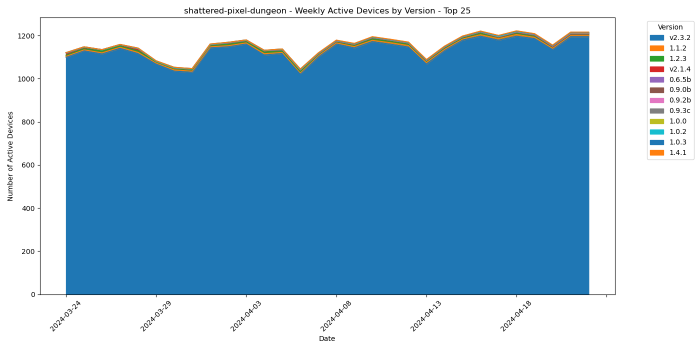 shattered-pixel-dungeon - Weekly Active Devices by Version - Top 25
Number of Active Devices
1200
1000
800
600
400
200
0
2024-03-24
2024-03-29
2024-04-03
2024-04-08
2024-04-13
2024-04-18
Date
Version
v2.3.2
1.1.2
1.2.3
v2.1.4
0.6.5b
0.9.0b
0.9.2b
0.9.3c
1.0.0
1.0.2
1.0.3
1.4.1